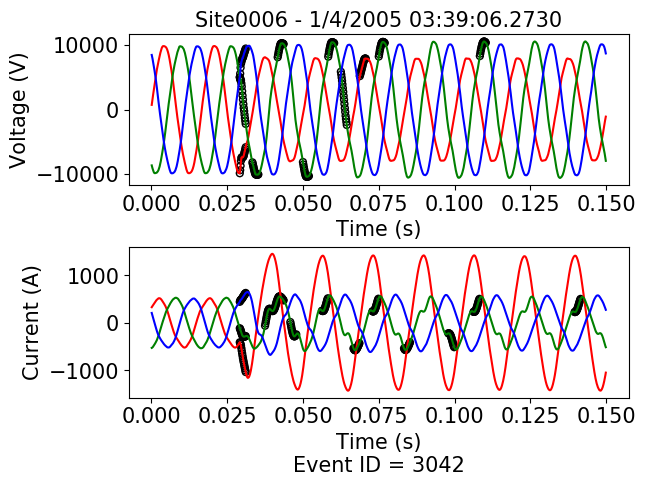 Site0006 - 1/4/2005 03:39:06.2730
10000
0
−10000
Voltage (V)
0.000 0.025 0.050 0.075 0.100 0.125 0.150
Time (s)
1000
0
−1000
Current (A)
0.000 0.025 0.050 0.075 0.100 0.125 0.150
Time (s)
Event ID = 3042